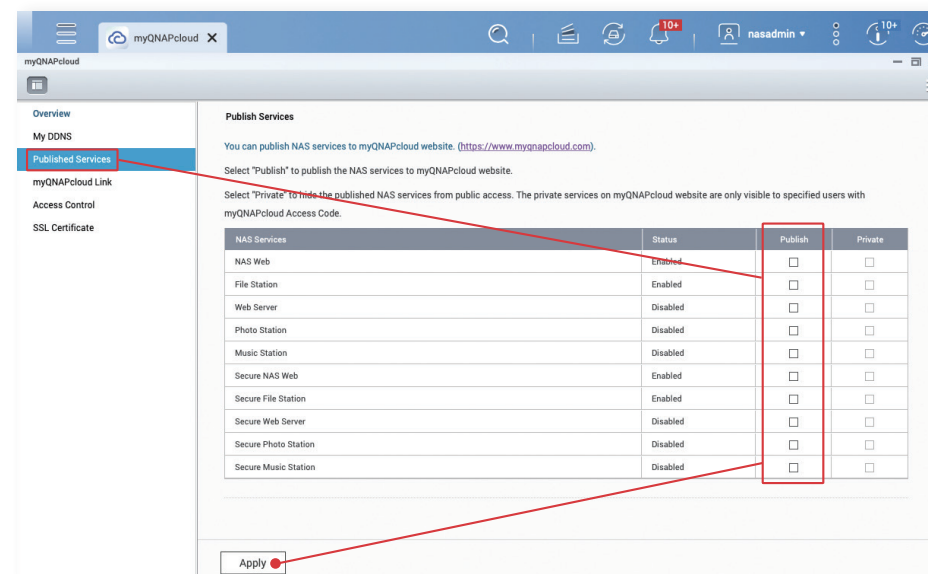 myQNAPcloud
10+
nasadmin
10+
myQNAPcloud
Overview
My DDNS
Published Services
myQNAPcloud Link
Access Control
SSL Certificate
Publish Services
You can publish NAS services to myQNAPcloud website. (https://www.myqnapcloud.com).
Select "Publish" to publish the NAS services to myQNAPcloud website.
Select "Private" to hide the published NAS services from public access. The private services on myQNAPcloud website are only visible to specified users with
myQNAPcloud Access Code.
NAS Services Status Publish Private
NAS Web Enabled
File Station Enabled
Web Server Disabled
Photo Station Disabled
Music Station Disabled
Secure NAS Web Enabled
Secure File Station Enabled
Secure Web Server Disabled
Secure Photo Station Disabled
Secure Music Station Disabled
Apply